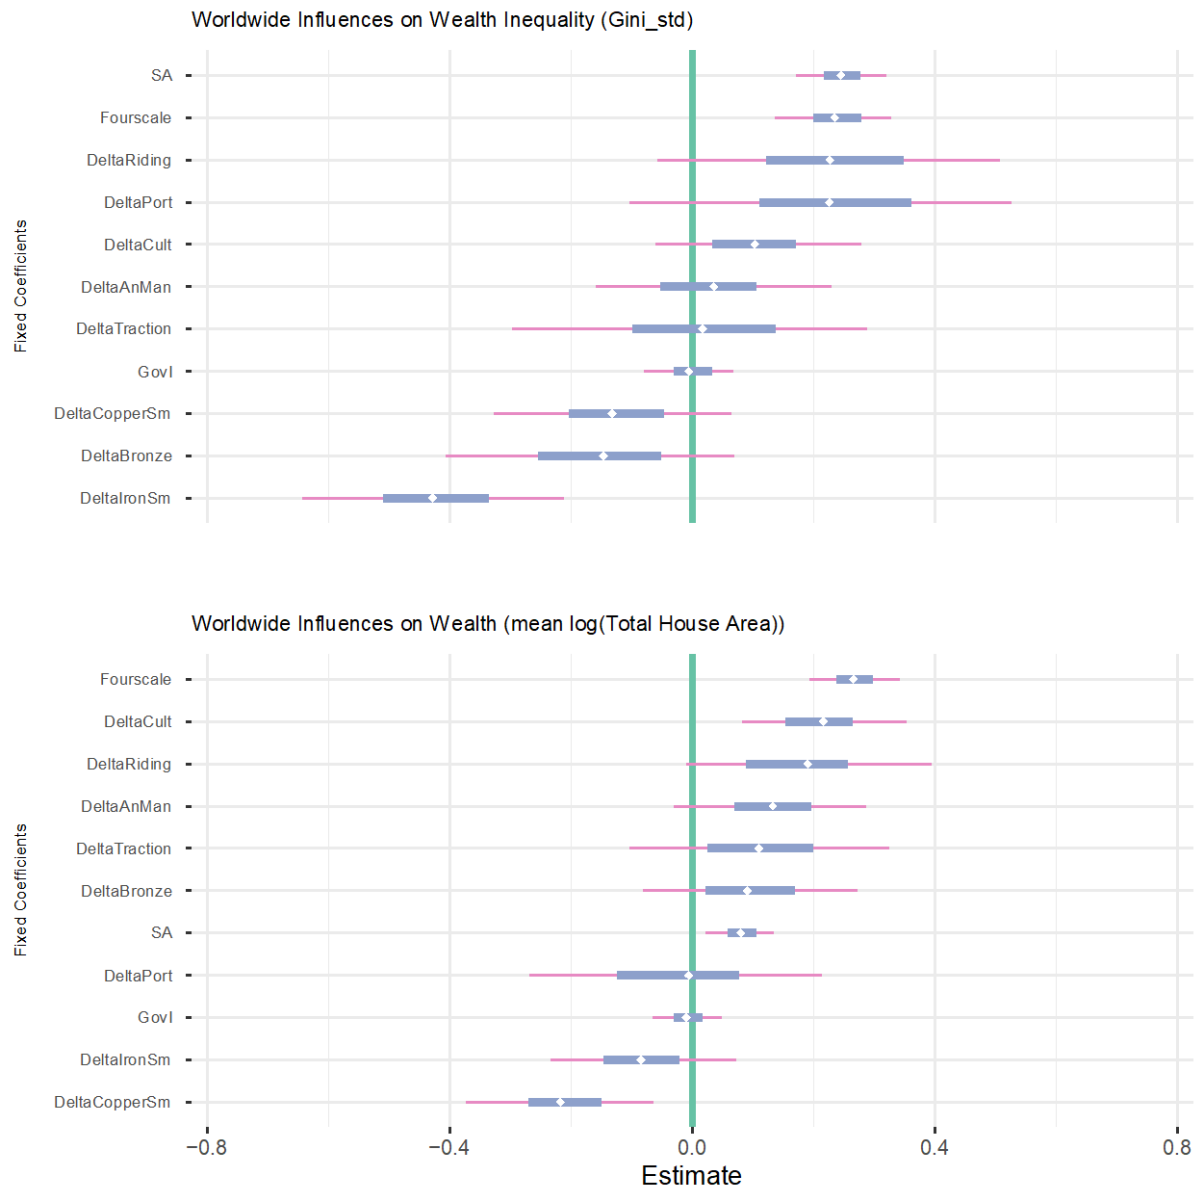 Worldwide Influences on Wealth Inequality (Gini_std)
Fixed Coefficients
SA
Fourscale
DeltaRiding
DeltaPort
DeltaCult
DeltaAnMan
DeltaTraction
GovI
DeltaCopperSm
DeltaBronze
DeltaIronSm
Worldwide Influences on Wealth (mean log(Total House Area))
Fixed Coefficients
Fourscale
DeltaCult
DeltaRiding
DeltaAnMan
DeltaTraction
DeltaBronze
SA
DeltaPort
GovI
DeltaIronSm
DeltaCopperSm
−0.8 −0.4 0.0 0.4 0.8
Estimate